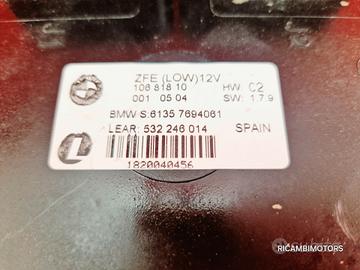 ZFE (LOW)12V
106 818 10 HW: C2
001 05 04 SW: 1.7.9
BMW-S:6135 7694061
LEAR: 532 246 014 SPAIN
L
1820040456
RICAMBIMOTORS